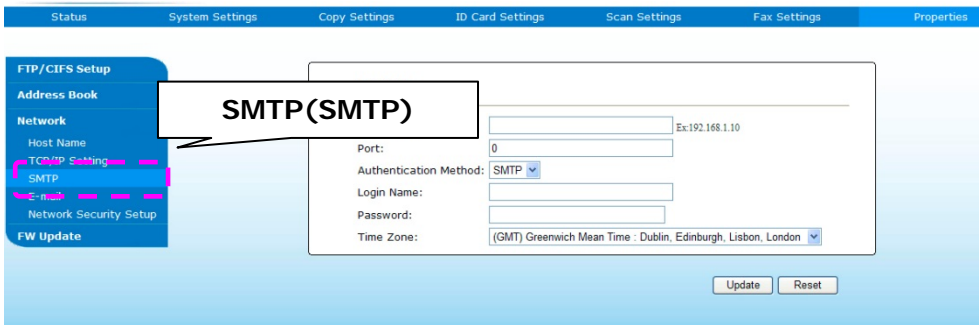 Status System Settings Copy Settings ID Card Settings Scan Settings Fax Settings Properties
FTP/CIFS Setup
Address Book
Network
Host Name
TCP/IP Setting
SMTP
E-mail
Network Security Setup
FW Update
SMTP(SMTP)
Ex:192.168.1.10
Port: 0
Authentication Method: SMTP
Login Name:
Password:
Time Zone: (GMT) Greenwich Mean Time : Dublin, Edinburgh, Lisbon, London
Update Reset